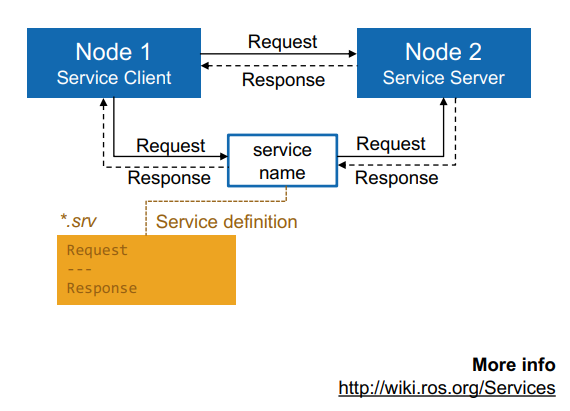 Node 1
Service Client
Request
Response
Node 2
Service Server
Request
Response
service
name
Request
Response
*.srv
Service definition
Request
---
Response
More info
http://wiki.ros.org/Services